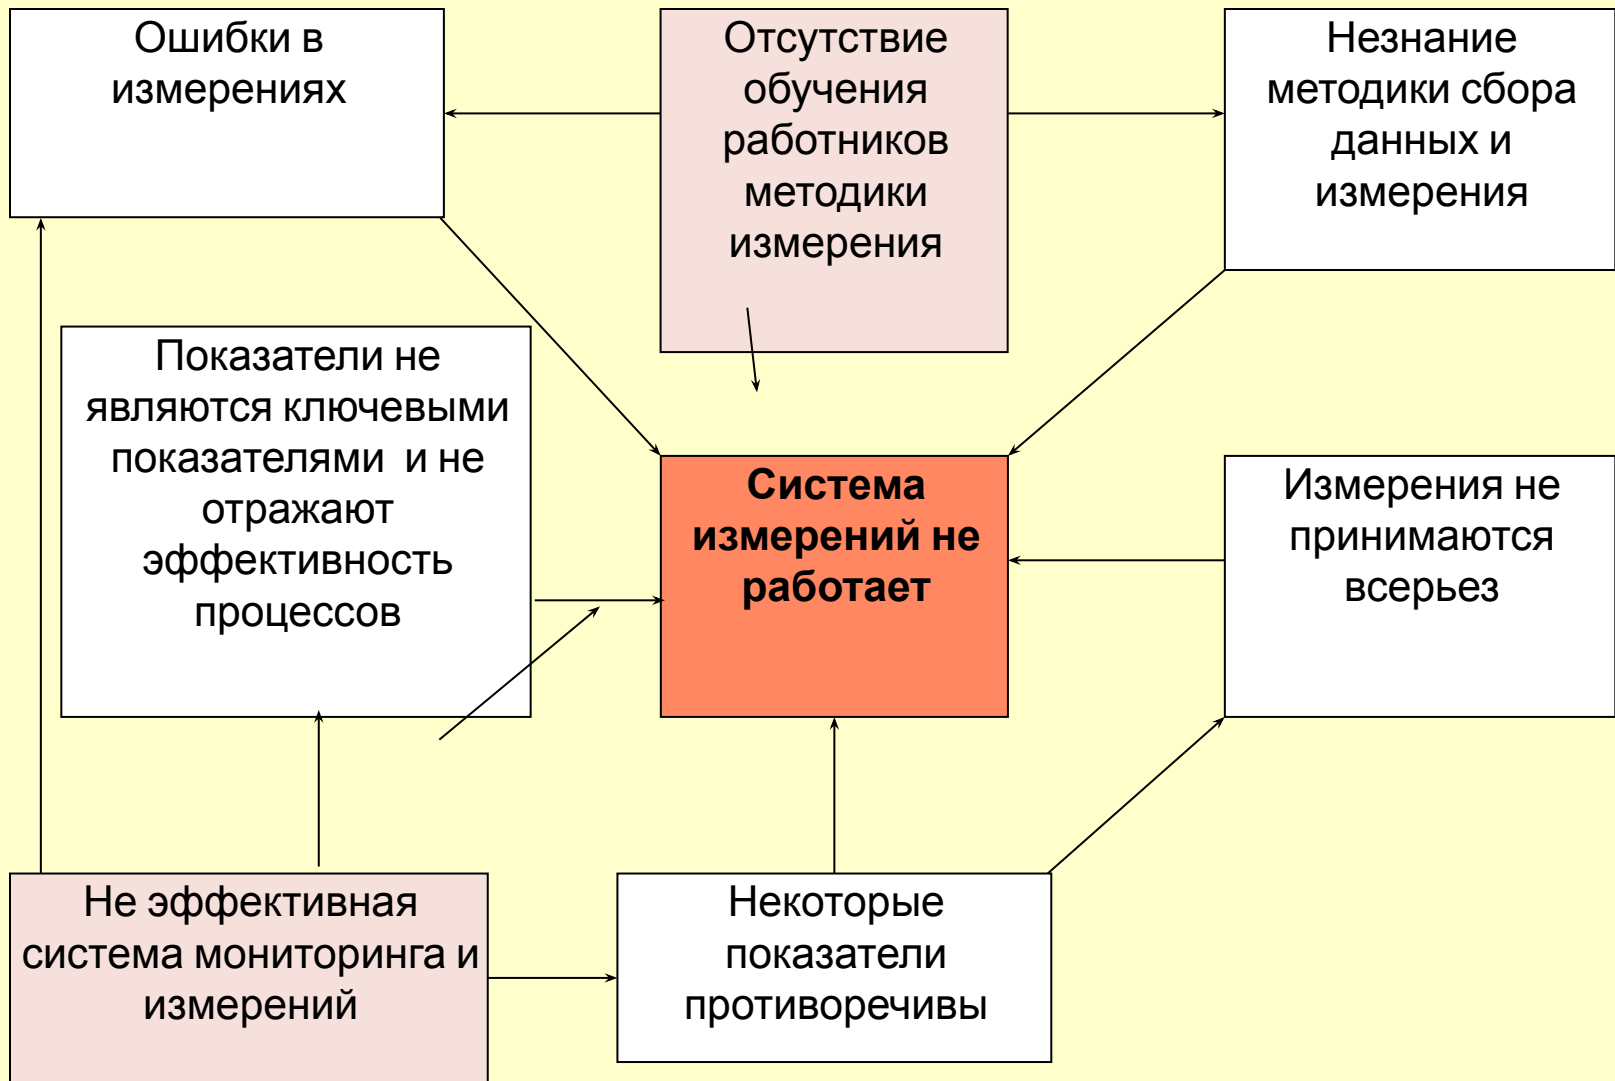 Ошибки в
измерениях
Отсутствие
обучения
работников
методики
измерения
Незнание
методики сбора
данных и
измерения
Показатели не
являются ключевыми
показателями и не
отражают
эффективность
процессов
Система
измерений не
работает
Измерения не
принимаются
всерьез
Не эффективная
система мониторинга и
измерений
Некоторые
показатели
противоречивы